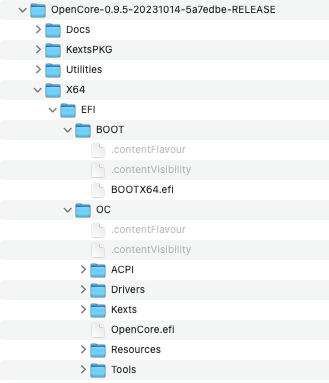 OpenCore-0.9.5-20231014-5a7edbe-RELEASE
Docs
KextsPKG
Utilities
X64
EFI
BOOT
.contentFlavour
.contentVisibility
BOOTX64.efi
OC
.contentFlavour
.contentVisibility
ACPI
Drivers
Kexts
OpenCore.efi
Resources
Tools